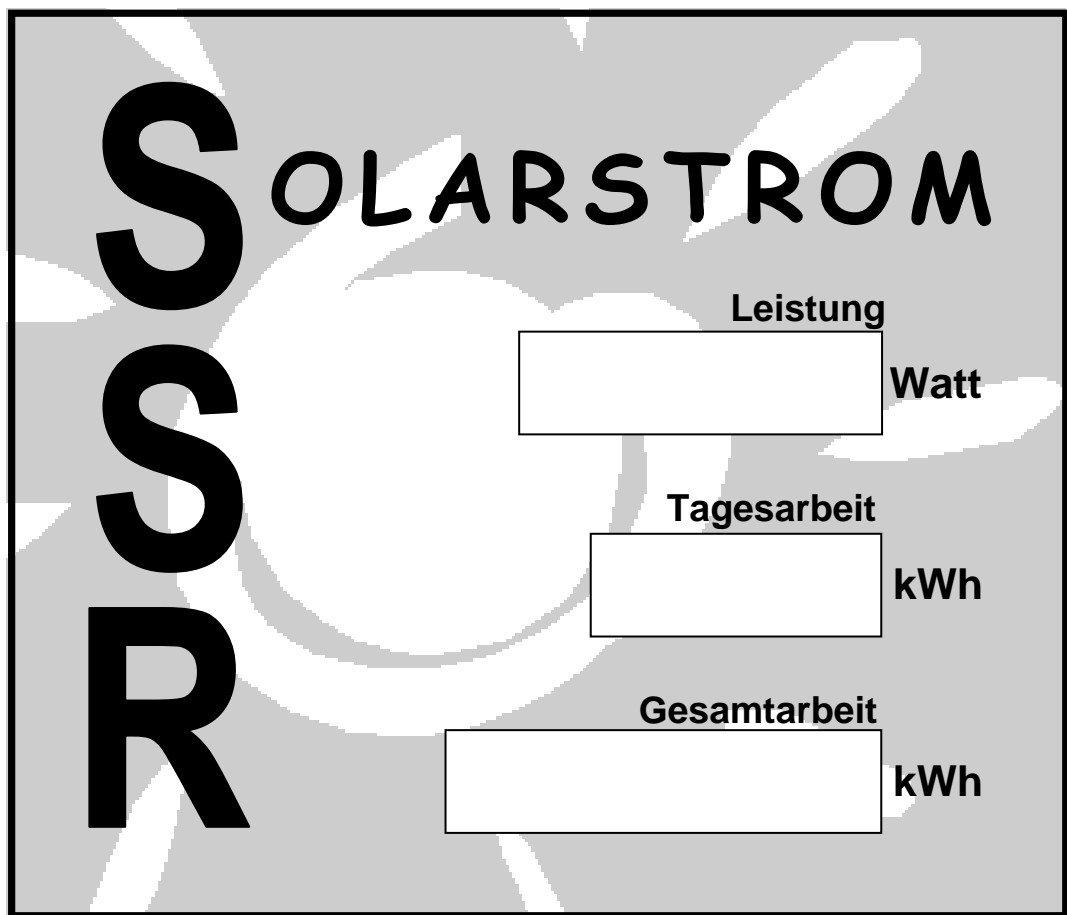 SOLARSTROM
S
R
Leistung
Watt
Tagesarbeit
kWh
Gesamtarbeit
kWh